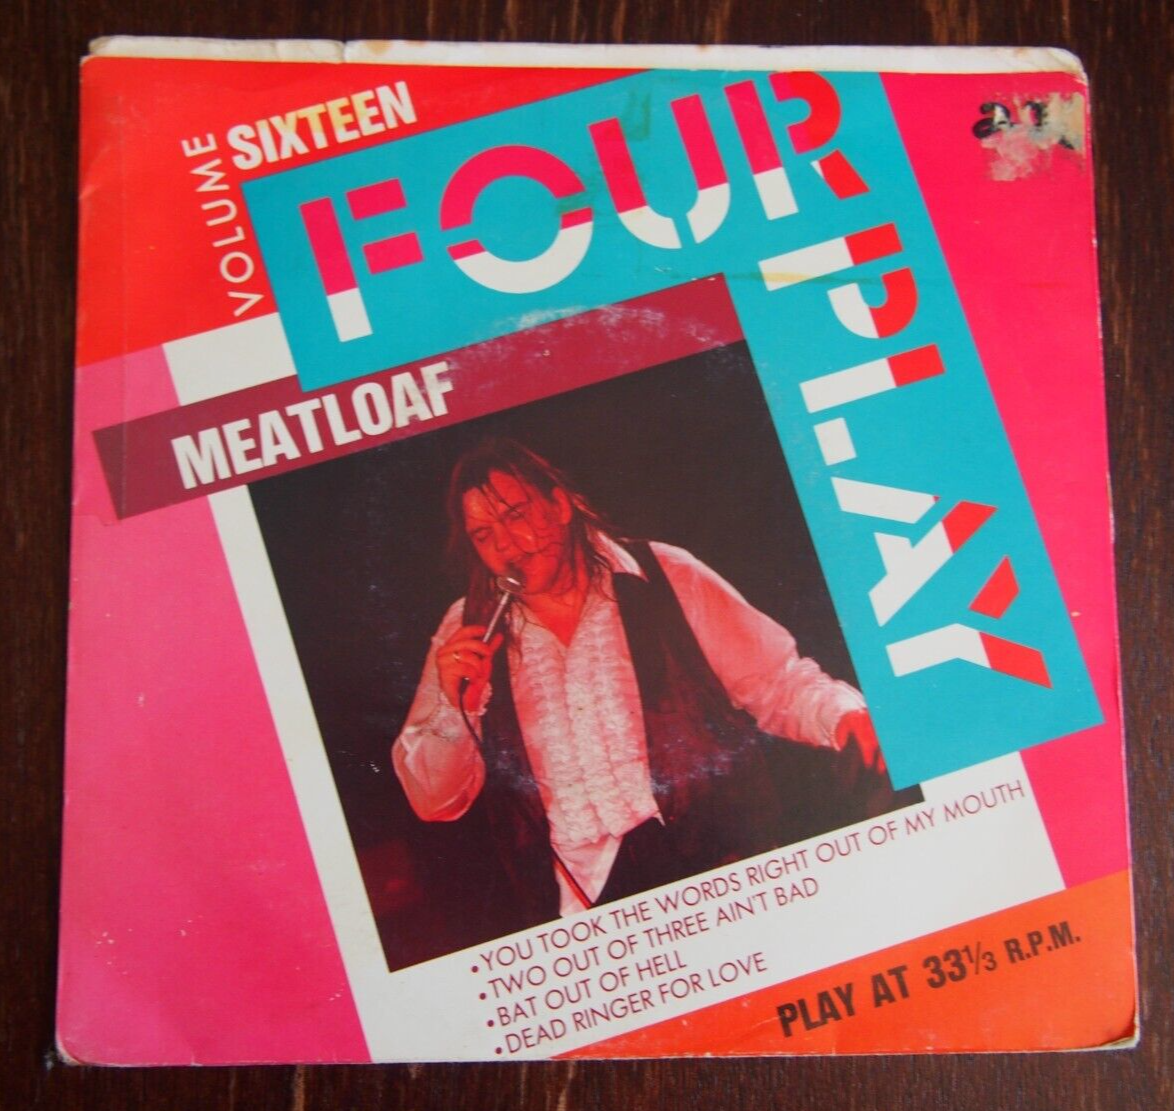 VOLUME
SIXTEEN
FOUR
PLAY
MEATLOAF
•YOU TOOK THE WORDS RIGHT OUT OF MY MOUTH
•TWO OUT OF THREE AIN'T BAD
•BAT OUT OF HELL
•DEAD RINGER FOR LOVE
PLAY AT 33⅓ R.P.M.